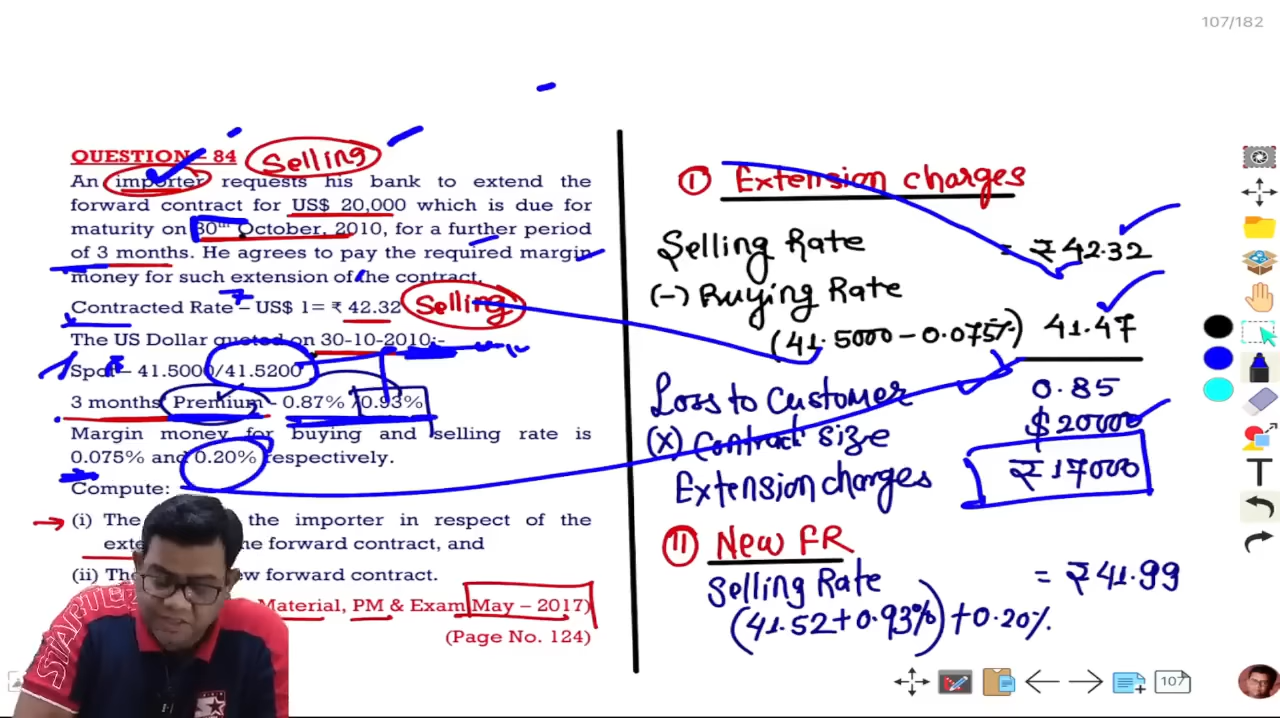 107/182
QUESTION – 84 Selling
An importer requests his bank to extend the
forward contract for US$ 20,000 which is due for
maturity on 30th October, 2010, for a further period
of 3 months. He agrees to pay the required margin
money for such extension of the contract.
Contracted Rate – US$ 1= ₹ 42.32 Selling
The US Dollar quoted on 30-10-2010:-
Spot – 41.5000/41.5200
3 months Premium - 0.87% /0.93%
Margin money for buying and selling rate is
0.075% and 0.20% respectively.
Compute:
(i) The the importer in respect of the
forward contract, and
(ii) forward contract.
Material, PM & Exam May – 2017)
(Page No. 124)
① Extension charges
Selling Rate = ₹42.32
(-) Buying Rate
(41.5000 – 0.075%) 41.47
Loss to Customer 0.85
(x) Contract size $20000
Extension charges ₹17000
⑪ New FR
Selling Rate = ₹41.99
(41.52+0.93%) +0.20%
STARTER
107